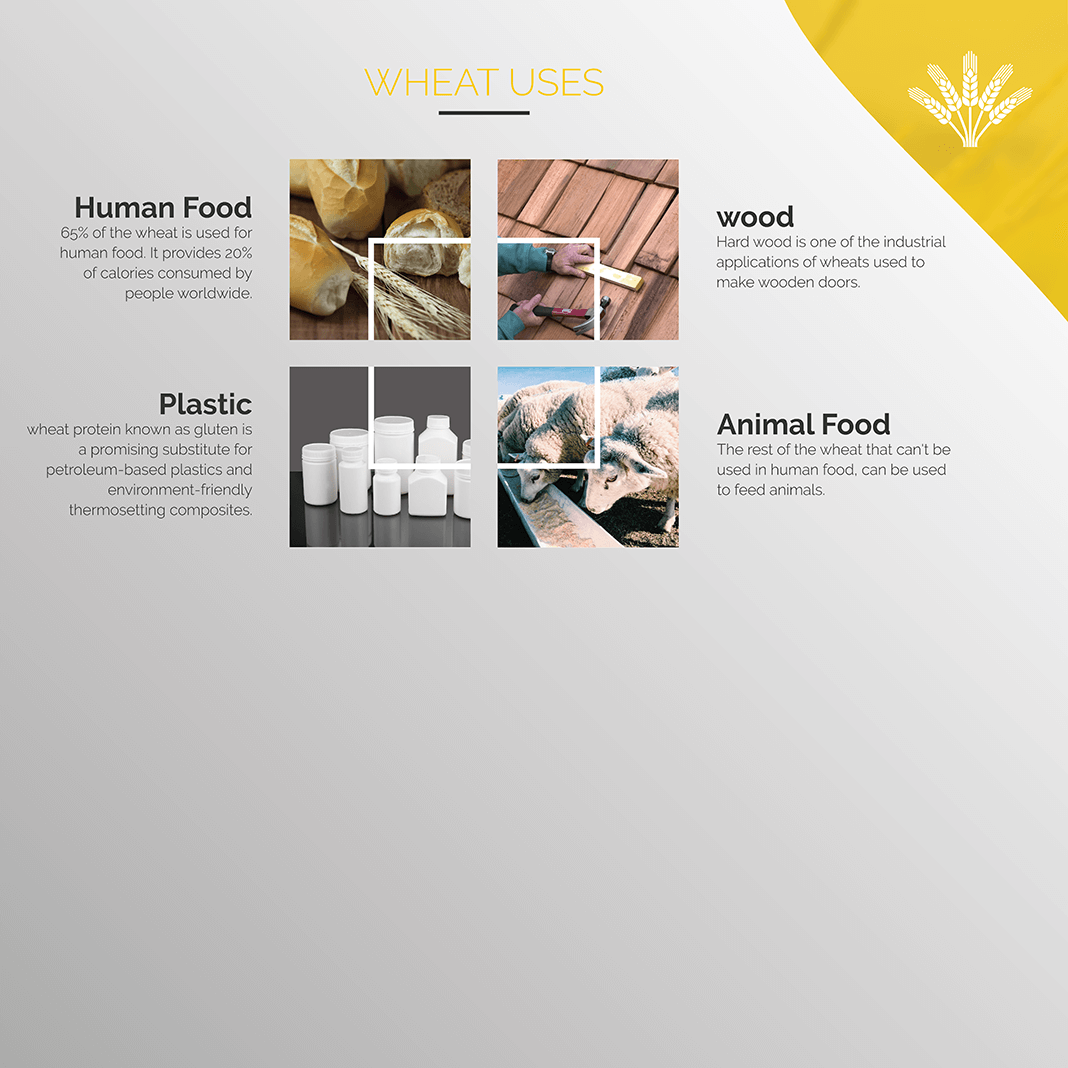 WHEAT USES
Human Food
65% of the wheat is used for
human food. It provides 20%
of calories consumed by
people worldwide.
wood
Hard wood is one of the industrial
applications of wheats used to
make wooden doors.
Plastic
wheat protein known as gluten is
a promising substitute for
petroleum-based plastics and
environment-friendly
thermosetting composites.
Animal Food
The rest of the wheat that can't be
used in human food, can be used
to feed animals.